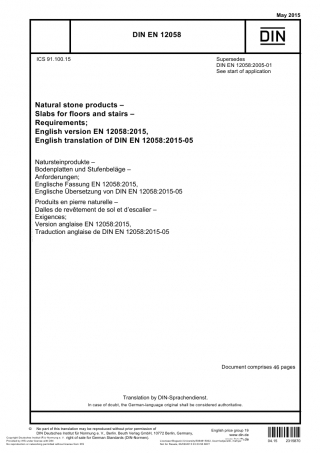 May 2015
DIN EN 12058
DIN
ICS 91.100.15
Supersedes
DIN EN 12058:2005-01
See start of application
Natural stone products –
Slabs for floors and stairs –
Requirements;
English version EN 12058:2015,
English translation of DIN EN 12058:2015-05
Natursteinprodukte –
Bodenplatten und Stufenbeläge –
Anforderungen;
Englische Fassung EN 12058:2015,
Englische Übersetzung von DIN EN 12058:2015-05
Produits en pierre naturelle –
Dalles de revêtement de sol et d'escalier –
Exigences;
Version anglaise EN 12058:2015,
Traduction anglaise de DIN EN 12058:2015-05
Document comprises 46 pages
Translation by DIN-Sprachendienst.
In case of doubt, the German-language original shall be considered authoritative.
© No part of this translation may be reproduced without prior permission of
DIN Deutsches Institut für Normung e. V., Berlin. Beuth Verlag GmbH, 10772 Berlin, Germany,
right of sale for German Standards (DIN-Normen).
English price group 19
www.din.de